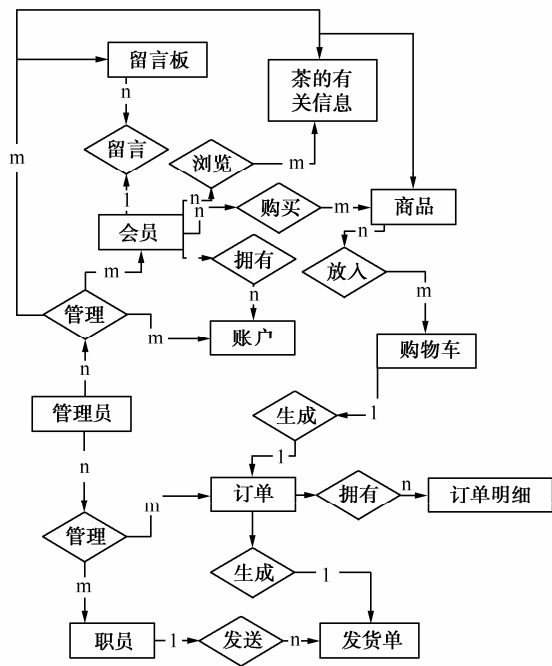 留言板
茶的有
关信息
n
m
留言
浏览
m
1
n
n
购买
m
商品
会员
n
拥有
放入
m
n
m
管理
m
账户
购物车
n
管理员
生成
1
n
1
m
订单
拥有
n
订单明细
管理
生成
1
m
职员
1
发送
n
发货单